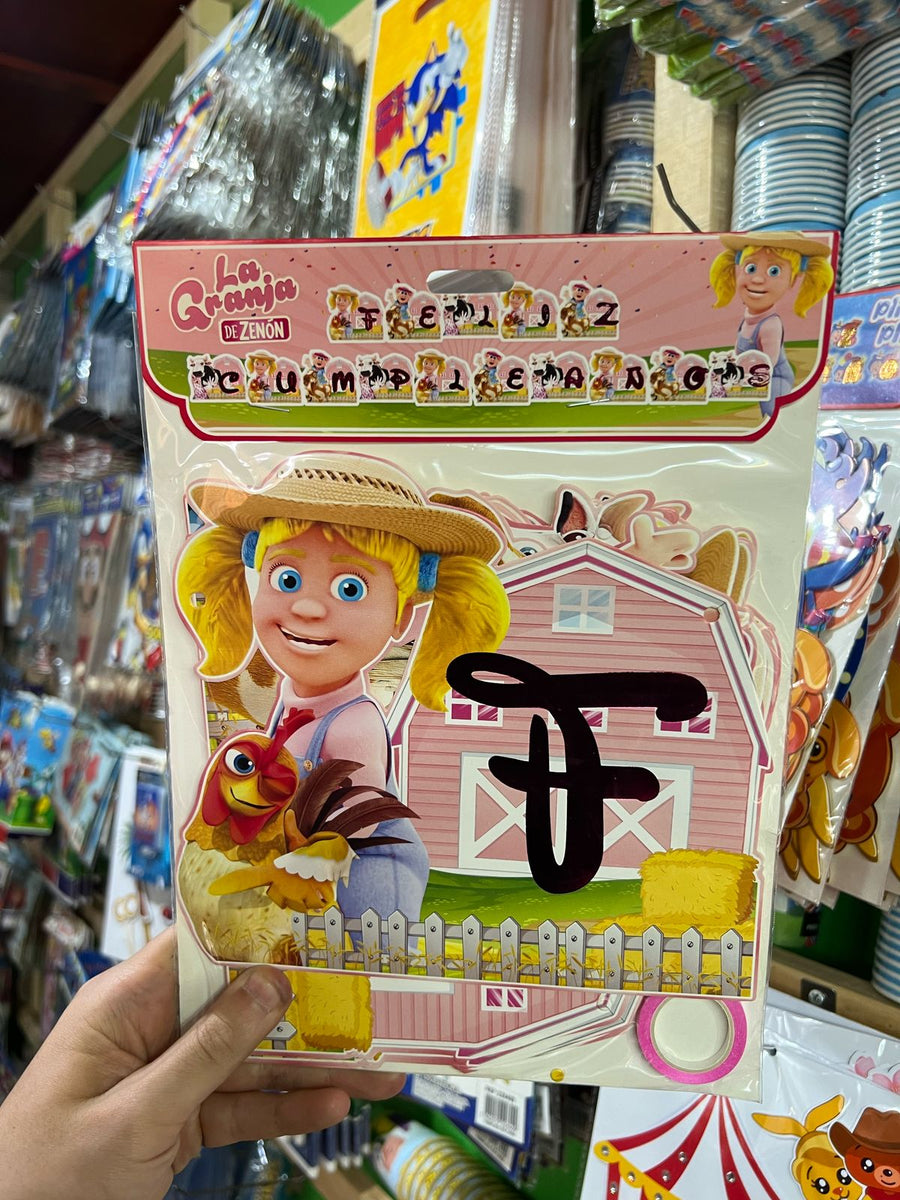 La
Granja
DE ZENÓN
FELIZ
CUMPLEAÑOS
F